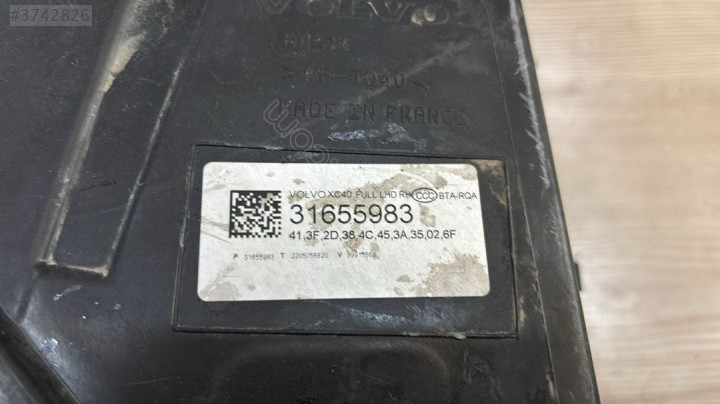 #3742826
VOLVO
MADE IN FRANCE
VOLVO XC40 FULL LHD RH CCC BTA-RQA
31655983
41,3F,2D,38,4C,45,3A,35,02,6F
P 31655983 T V